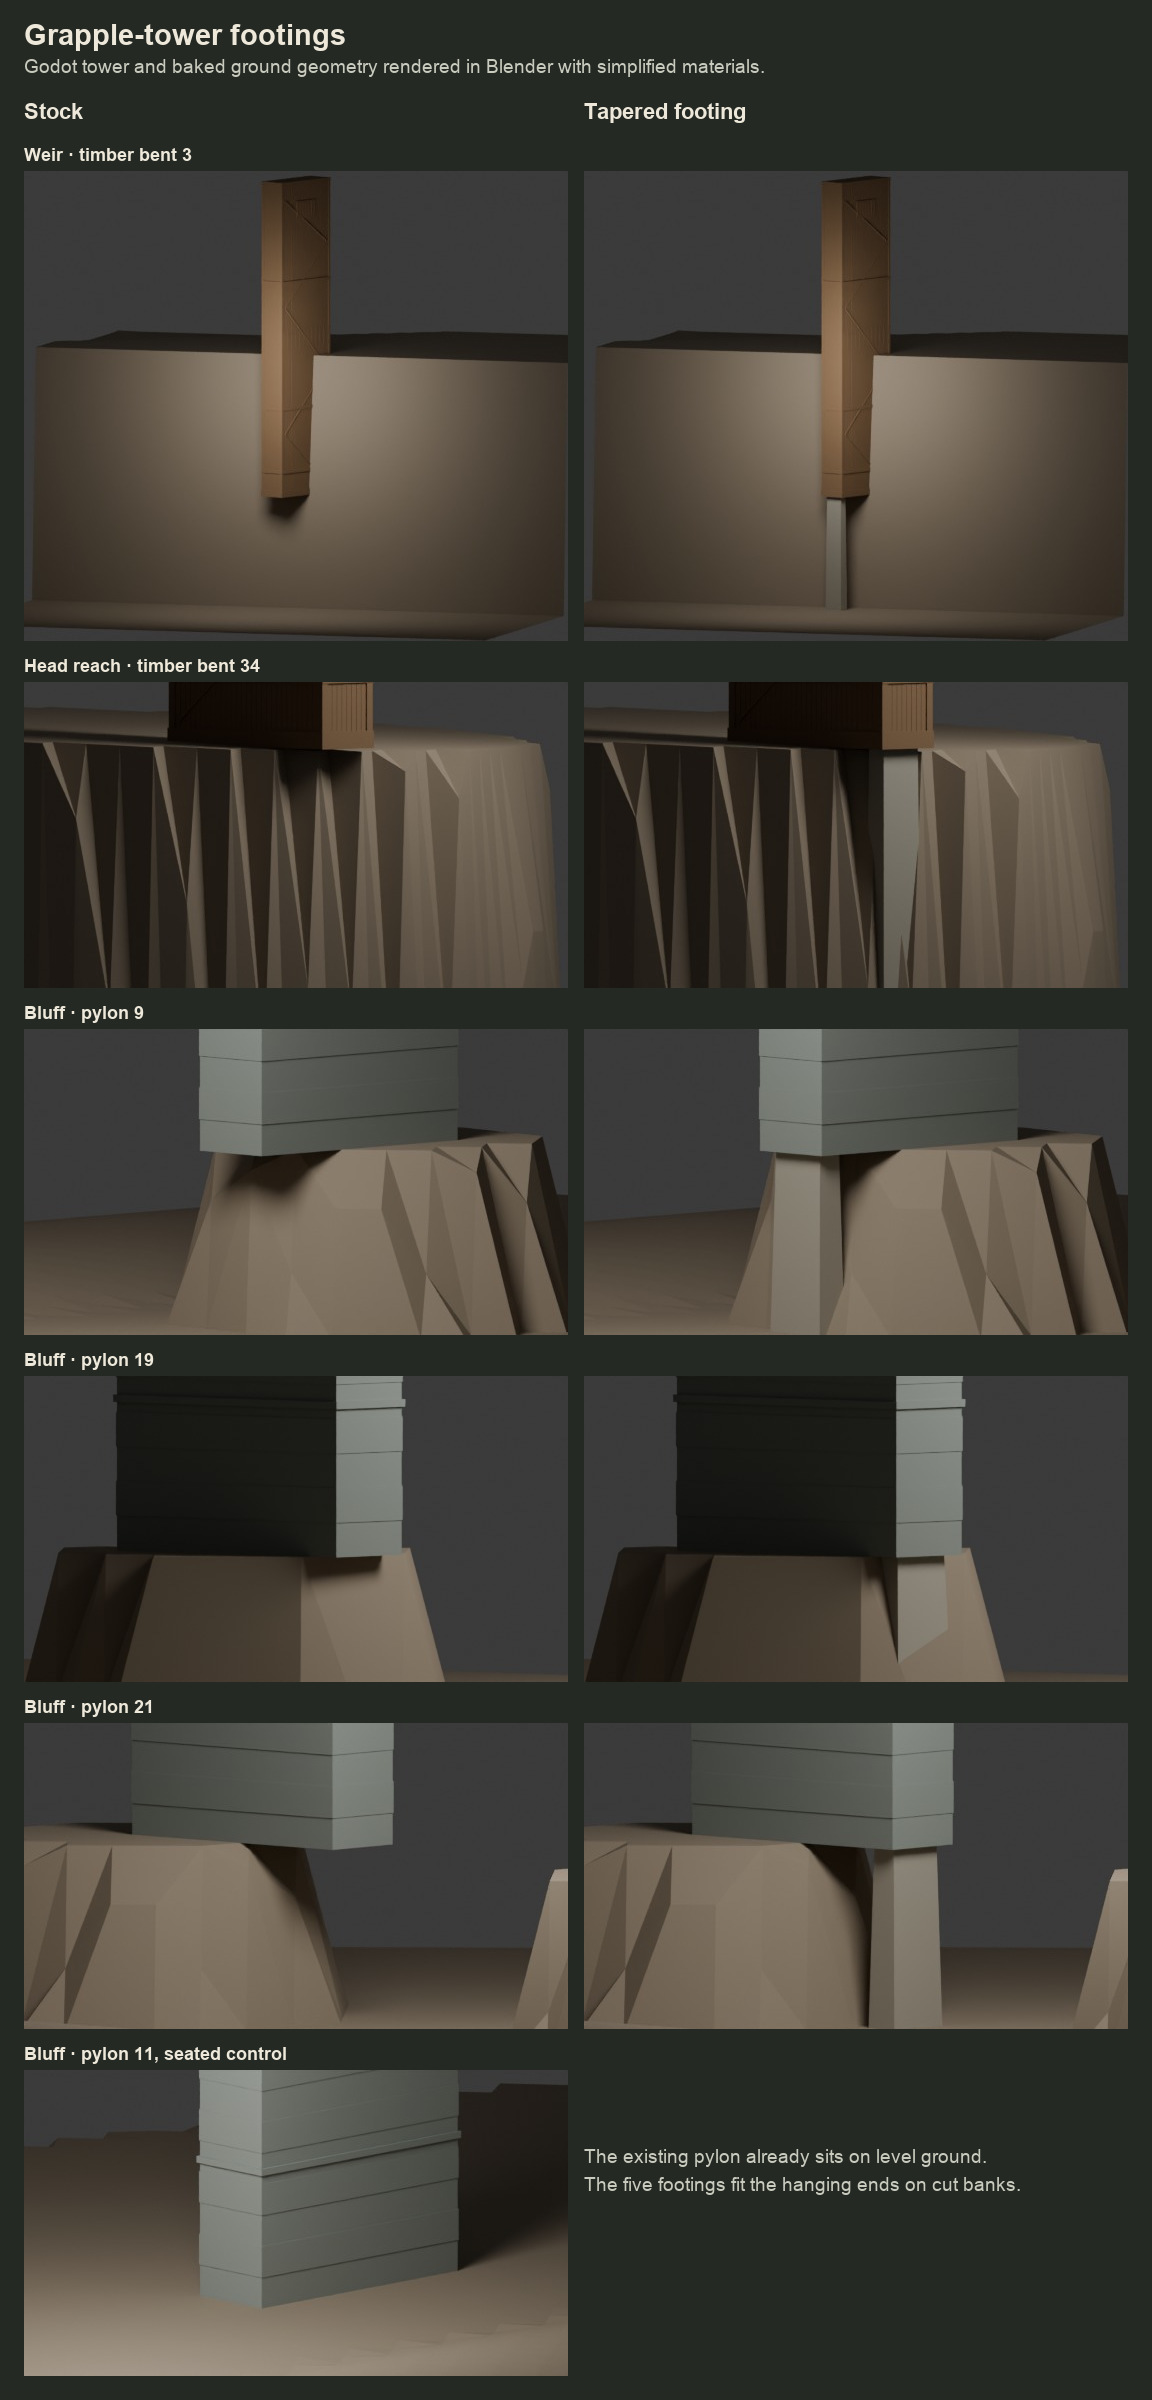 Grapple-tower footings
Godot tower and baked ground geometry rendered in Blender with simplified materials.
Stock
Tapered footing
Weir · timber bent 3
Head reach · timber bent 34
Bluff · pylon 9
Bluff · pylon 19
Bluff · pylon 21
Bluff · pylon 11, seated control
The existing pylon already sits on level ground.
The five footings fit the hanging ends on cut banks.